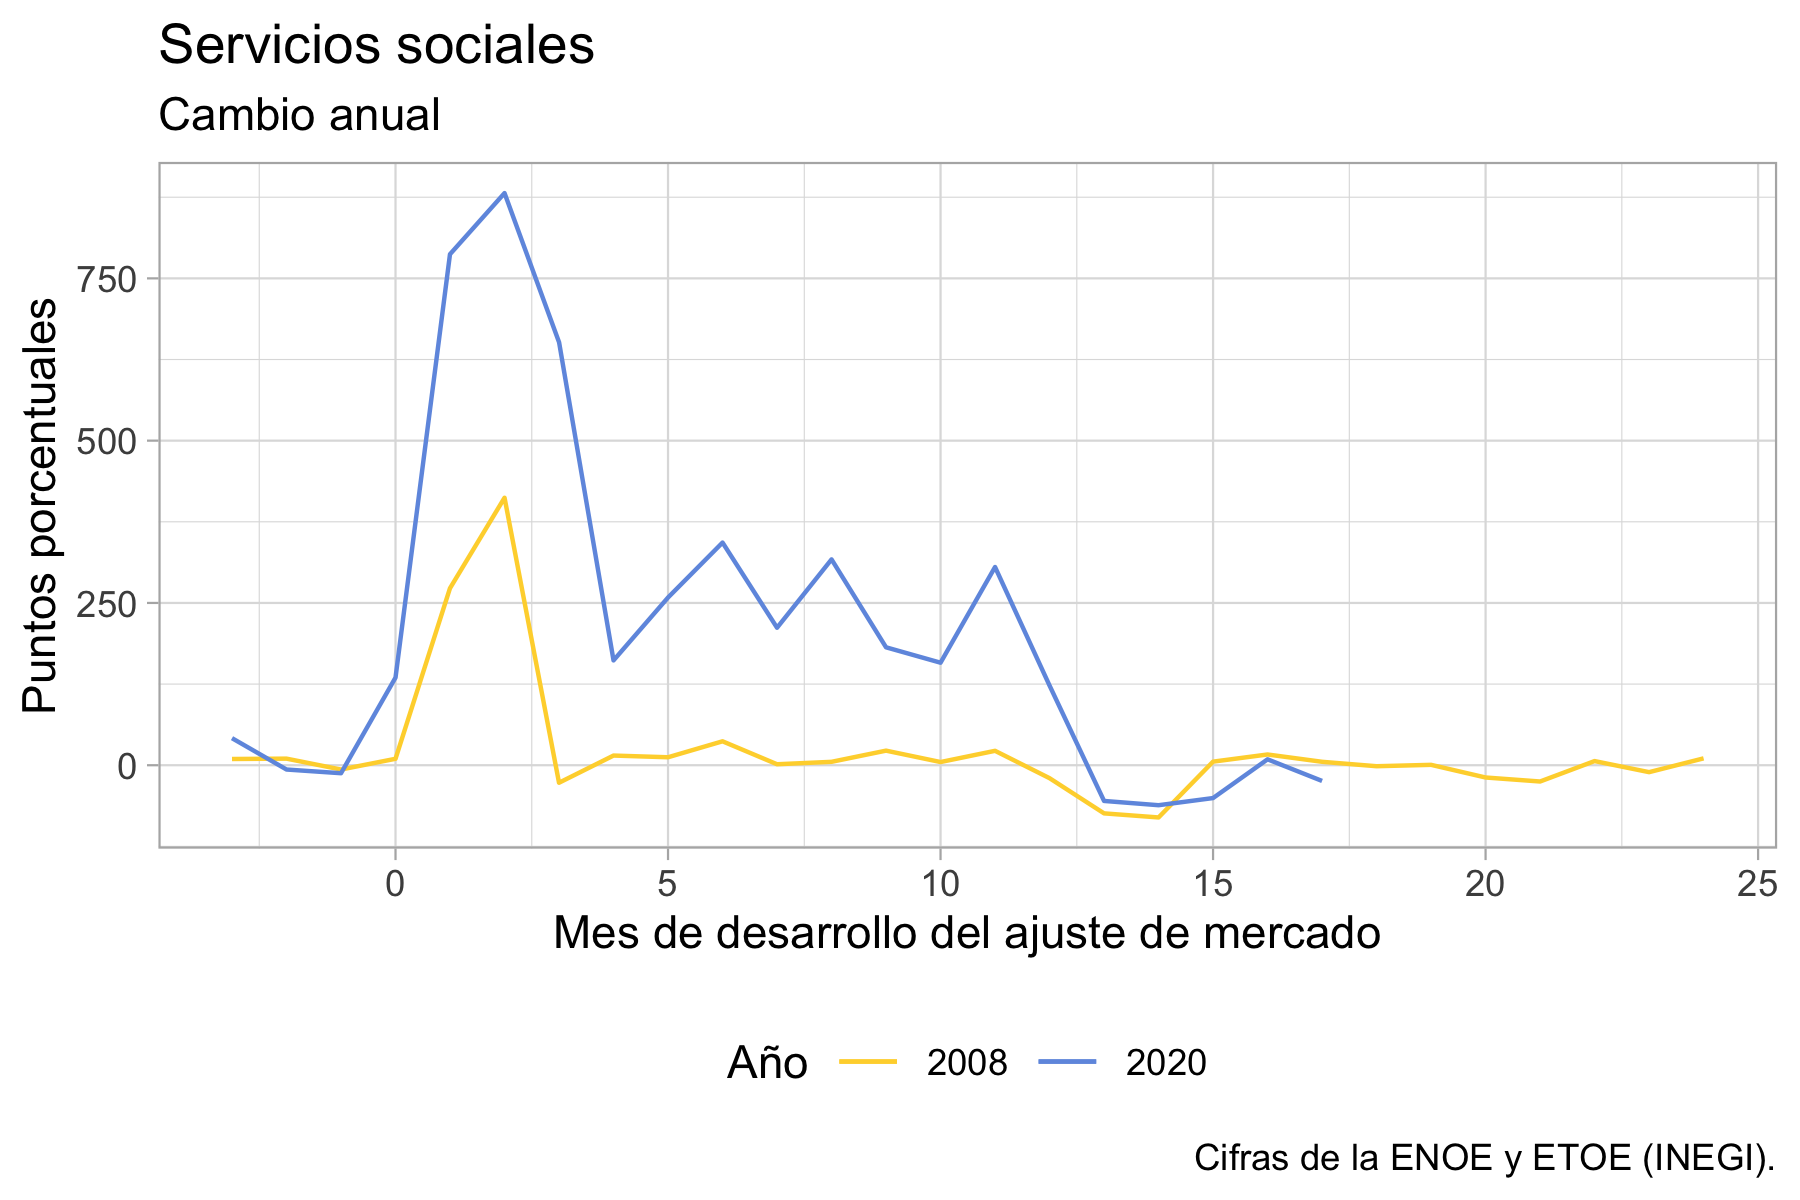 Servicios sociales
Cambio anual
Puntos porcentuales
750
500
250
0
0 5 10 15 20 25
Mes de desarrollo del ajuste de mercado
Año 2008 2020
Cifras de la ENOE y ETOE (INEGI).